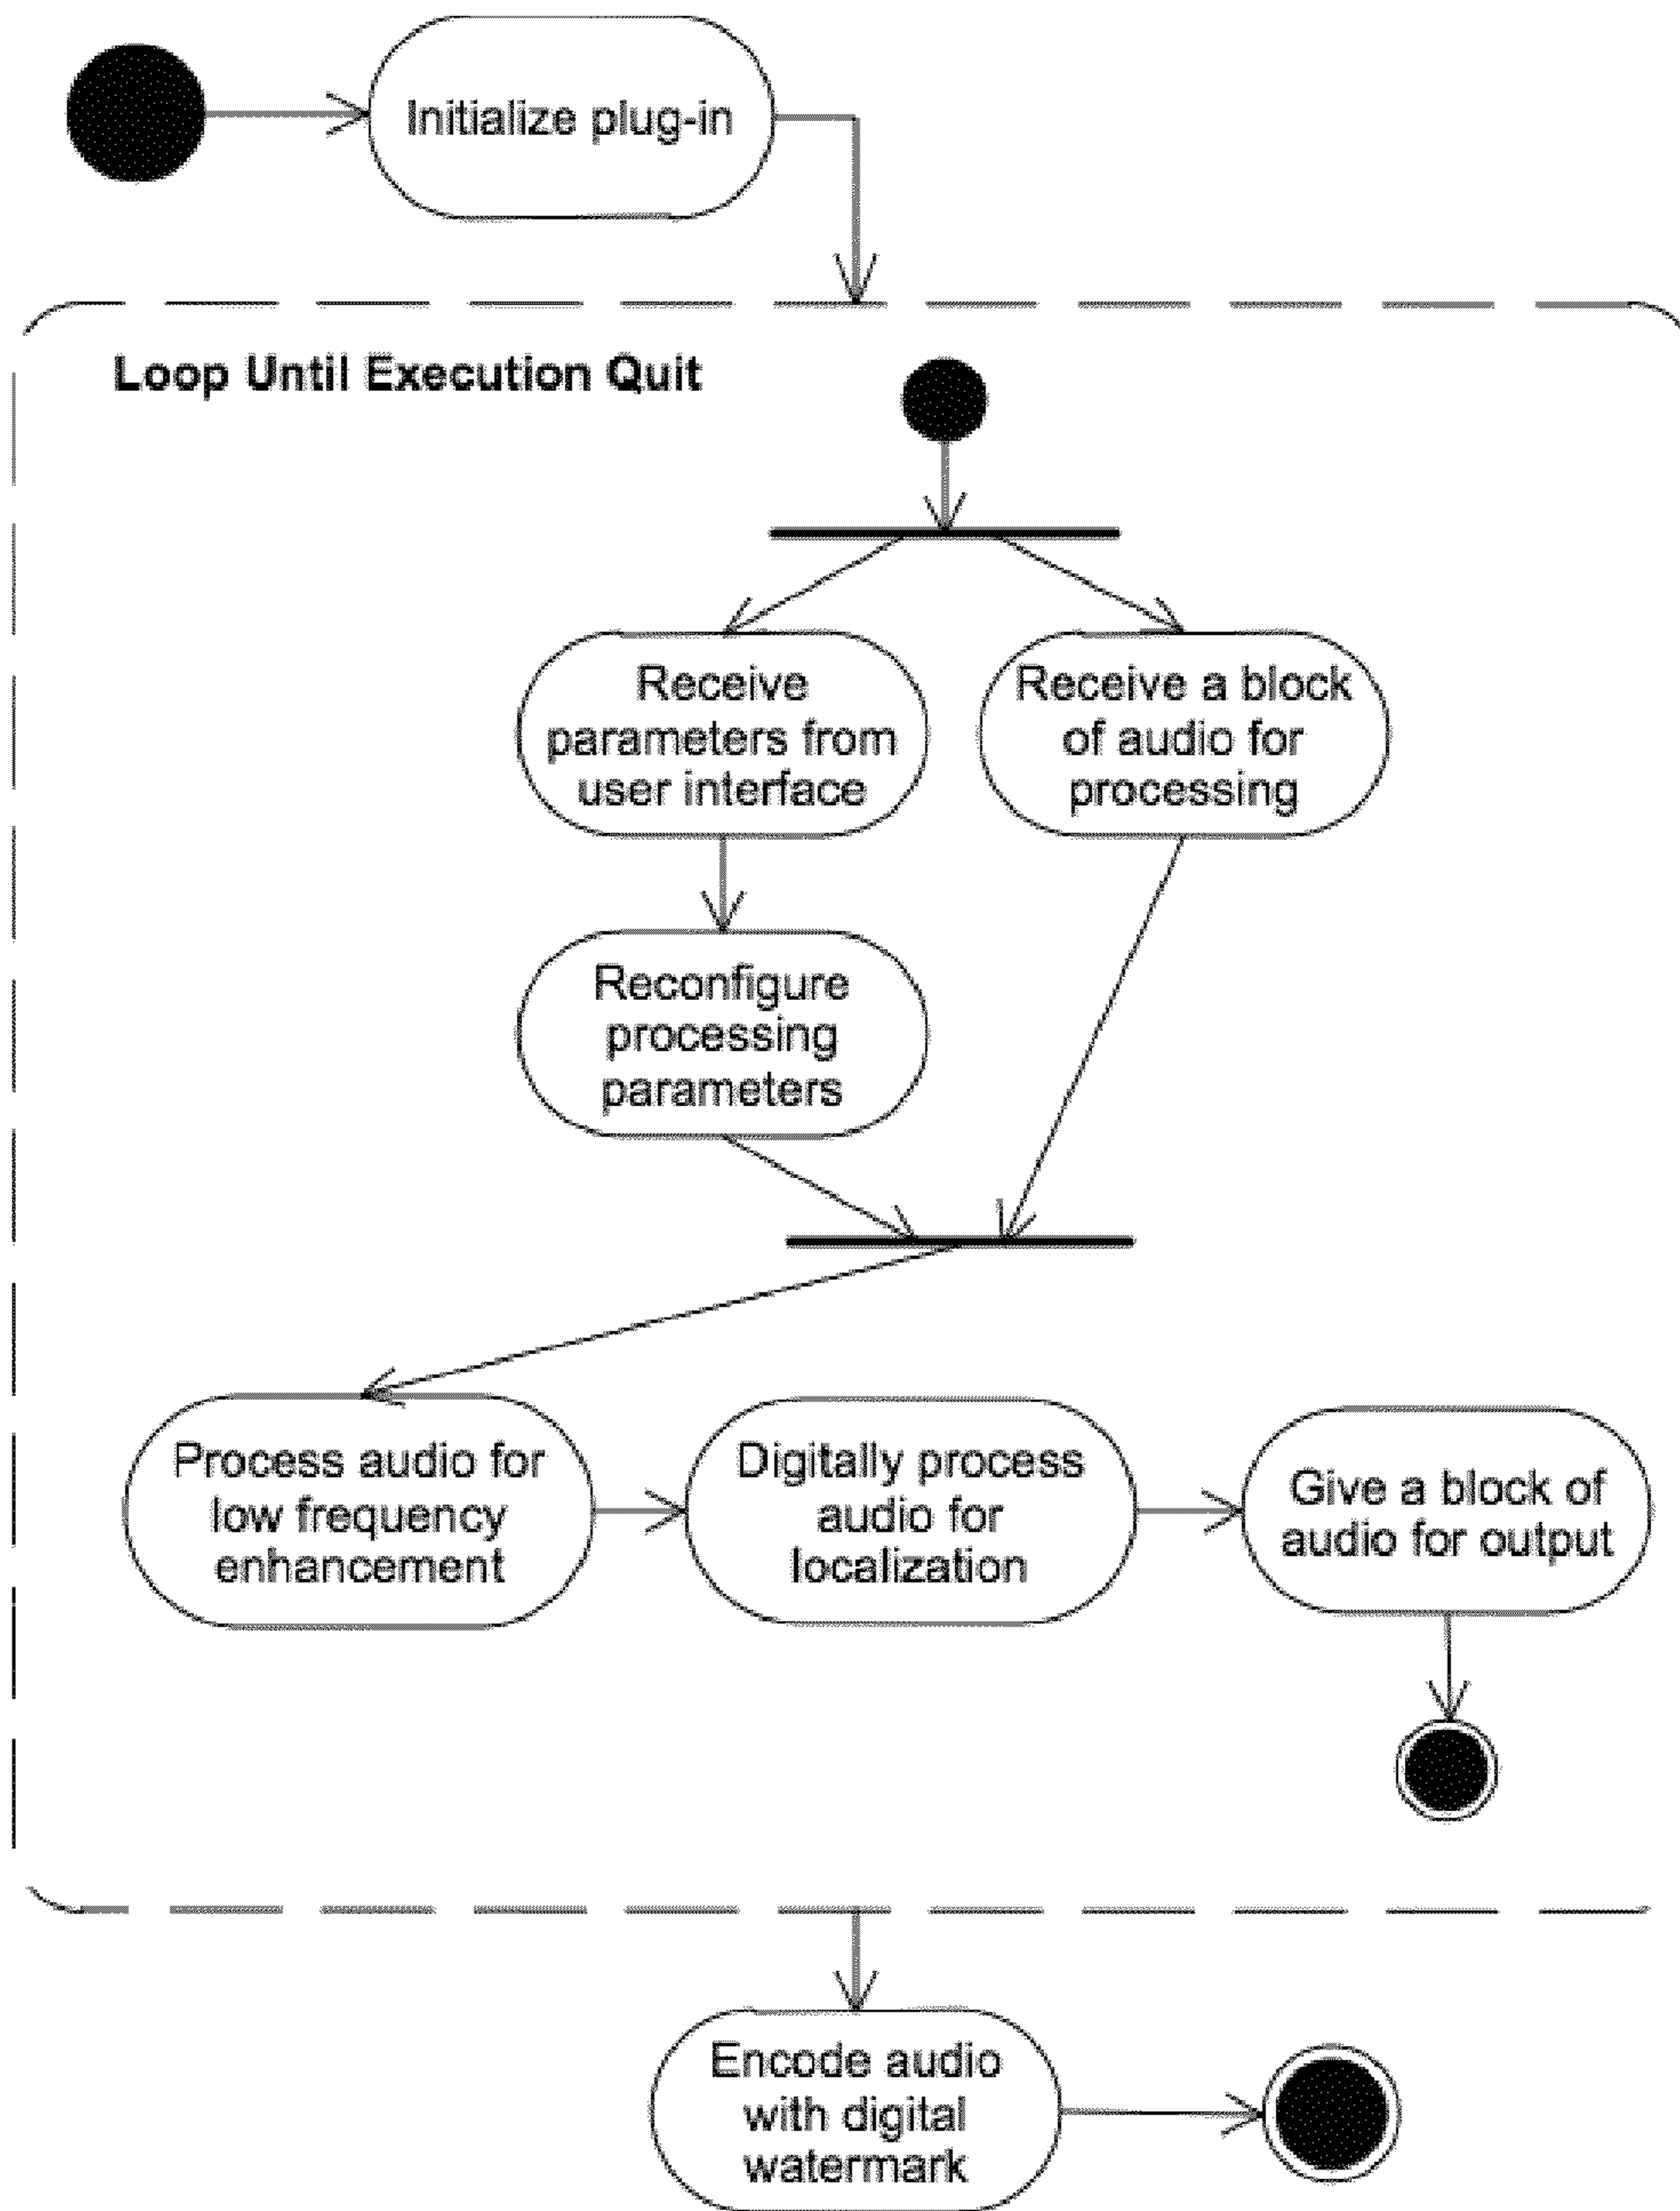 Initialize plug-in
Loop Until Execution Quit
Receive
parameters from
user interface
Receive a block
of audio for
processing
Reconfigure
processing
parameters
Process audio for
low frequency
enhancement
Digitally process
audio for
localization
Give a block of
audio for output
Encode audio
with digital
watermark